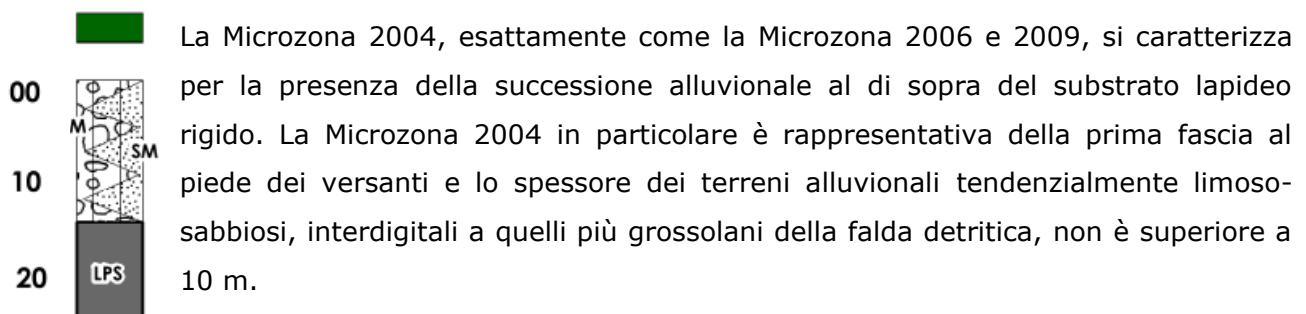 La Microzona 2004, esattamente come la Microzona 2006 e 2009, si caratterizza
per la presenza della successione alluvionale al di sopra del substrato lapideo
rigido. La Microzona 2004 in particolare è rappresentativa della prima fascia al
piede dei versanti e lo spessore dei terreni alluvionali tendenzialmente limoso-
sabbiosi, interdigitali a quelli più grossolani della falda detritica, non è superiore a
10 m.
00
M
SM
10
20
LPS